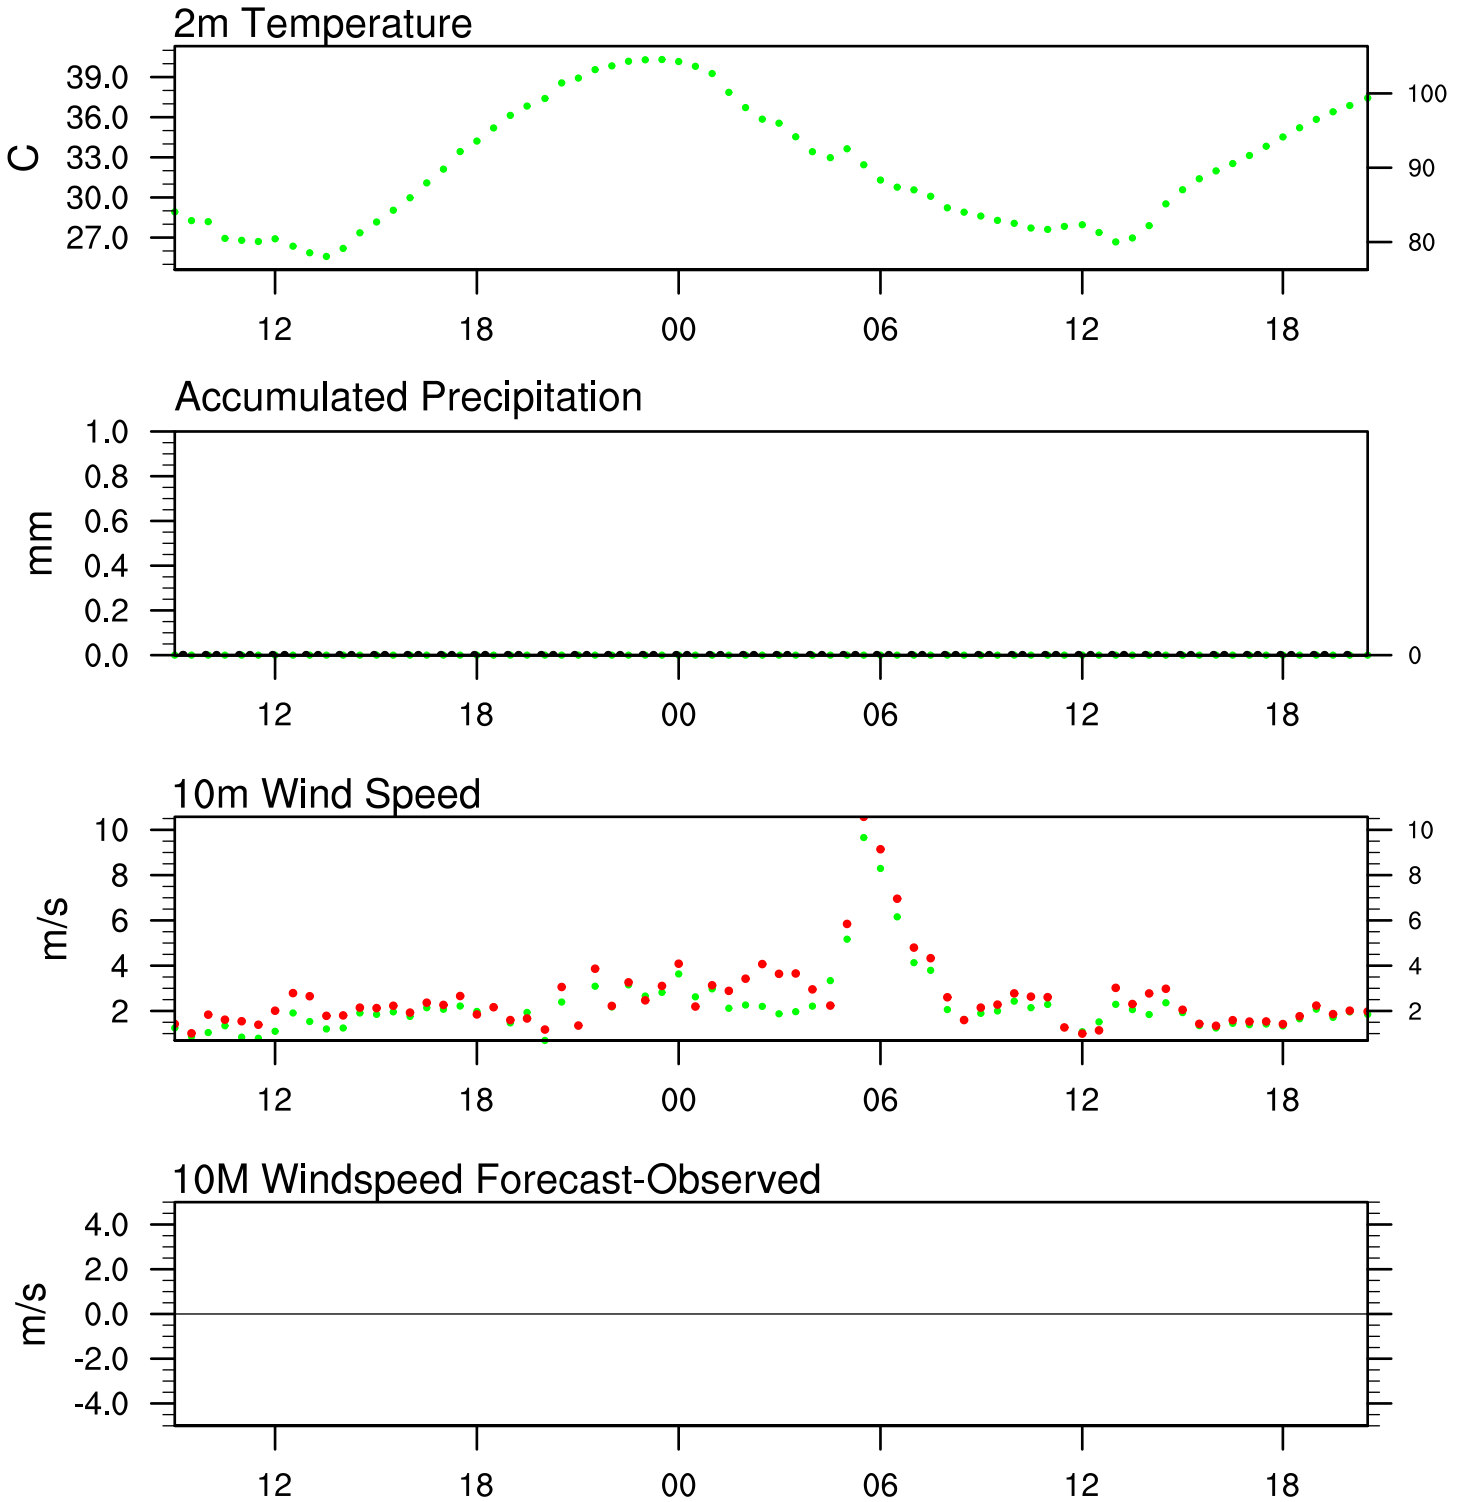 2m Temperature
39.0
36.0
33.0
30.0
27.0
C
100
90
80
12 18 00 06 12 18
Accumulated Precipitation
1.0
0.8
0.6
0.4
0.2
0.0
mm
0
12 18 00 06 12 18
10m Wind Speed
10
8
6
4
2
m/s
10
8
6
4
2
12 18 00 06 12 18
10M Windspeed Forecast-Observed
4.0
2.0
0.0
-2.0
-4.0
m/s
12 18 00 06 12 18